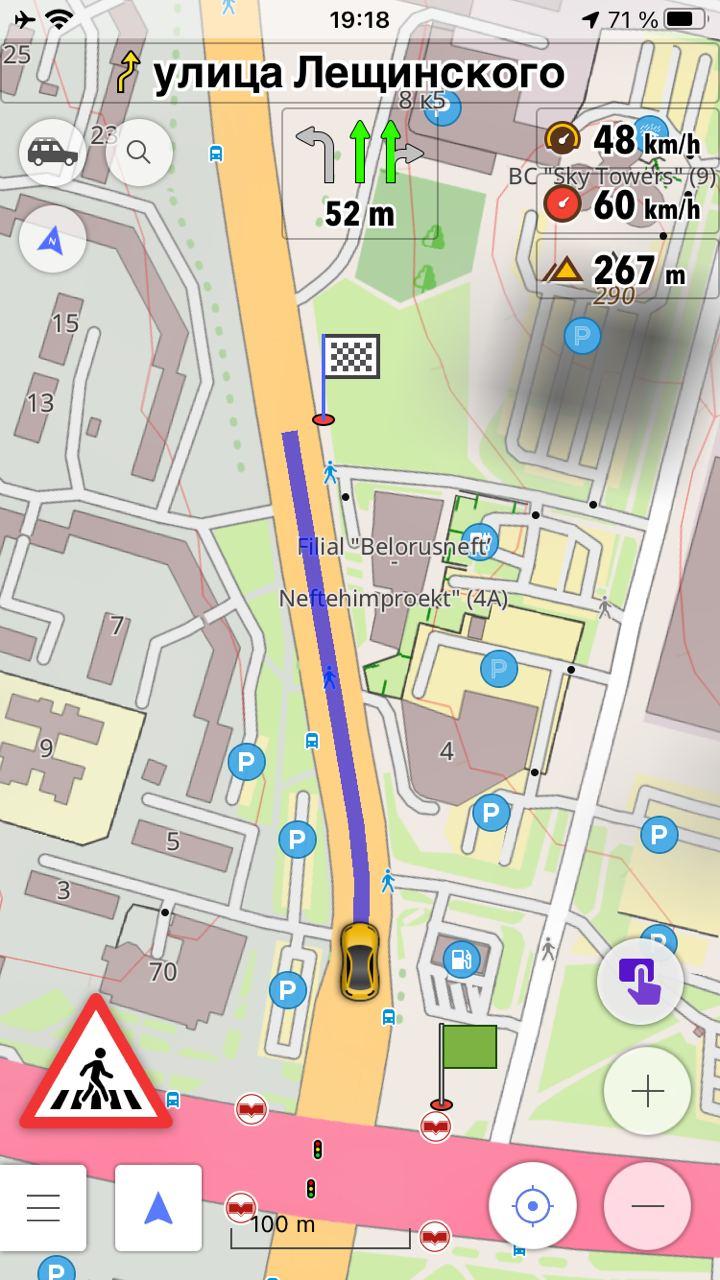 19:18
71 %
25
улица Лещинского
8 к5
P
23
48 km/h
BC "Sky Towers" (9)
60 km/h
52 m
N
267 m
290
15
P
13
Filial "Belorusneft'
-
Neftehimproekt" (4A)
7
P
9
4
P
P
P
P
5
3
P
70
P
100 m
P